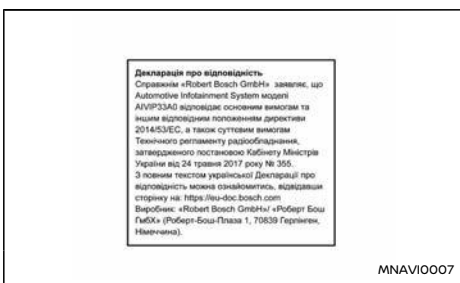 Декларація про відповідність
Справжнім «Robert Bosch GmbH» заявляє, що
Automotive Infotainment System моделі
AIVIP33A0 відповідає основним вимогам та
іншим відповідним положенням директиви
2014/53/EC, а також суттєвим вимогам
Технічного регламенту радіообладнання,
затвердженого постановою Кабінету Міністрів
України від 24 травня 2017 року № 355.
З повним текстом української Декларації про
відповідність можна ознайомитись, відвідавши
сторінку на: https://eu-doc.bosch.com
Виробник: «Robert Bosch GmbH»/ «Роберт Бош
ГмбХ» (Роберт-Бош-Плаза 1, 70839 Герлінген,
Німеччина).
MNAVI0007